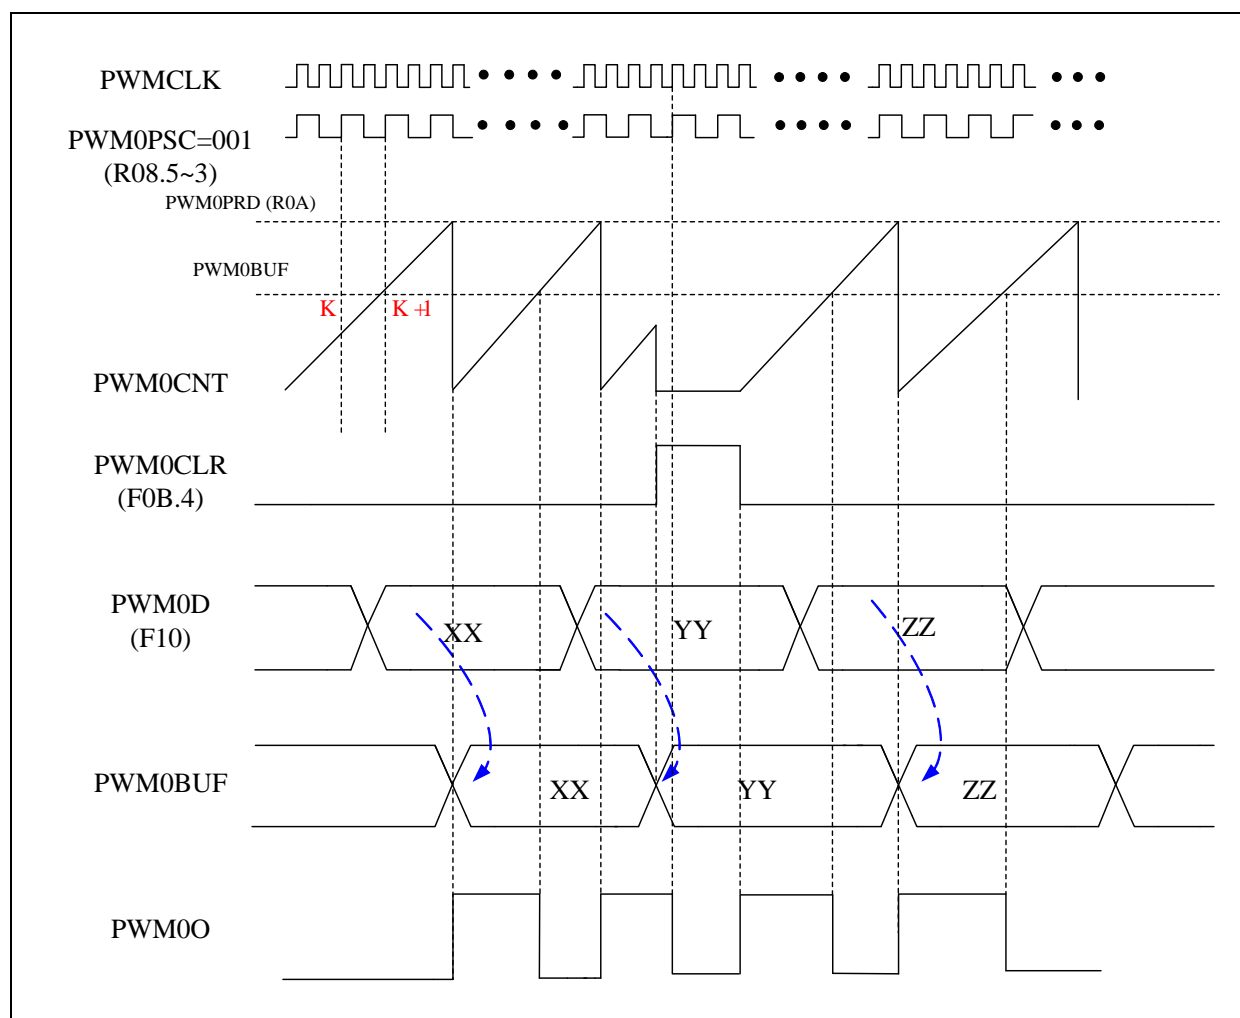 PWMCLK
PWM0PSC=001
(R08.5~3)
PWM0PRD (R0A)
PWM0BUF
K
K+1
PWM0CNT
PWM0CLR
(F0B.4)
PWM0D
(F10)
XX
YY
ZZ
PWM0BUF
XX
YY
ZZ
PWM0O